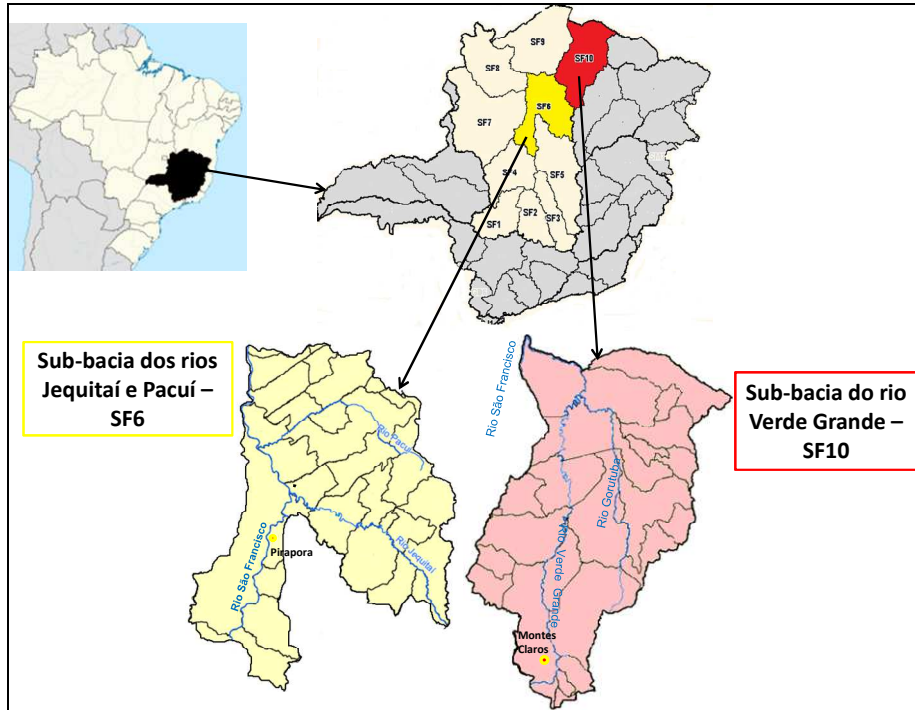 SF9
SF10
SF8
SF6
SF7
SF4
SF5
SF2
SF1
SF3
Sub-bacia dos rios
Jequitaí e Pacuí –
SF6
Rio São Francisco
Sub-bacia do rio
Verde Grande –
SF10
Rio Pacuí
Rio Gorutuba
Rio São Francisco
Pirapora
Rio Jequitaí
Rio Verde Grande
Montes
Claros